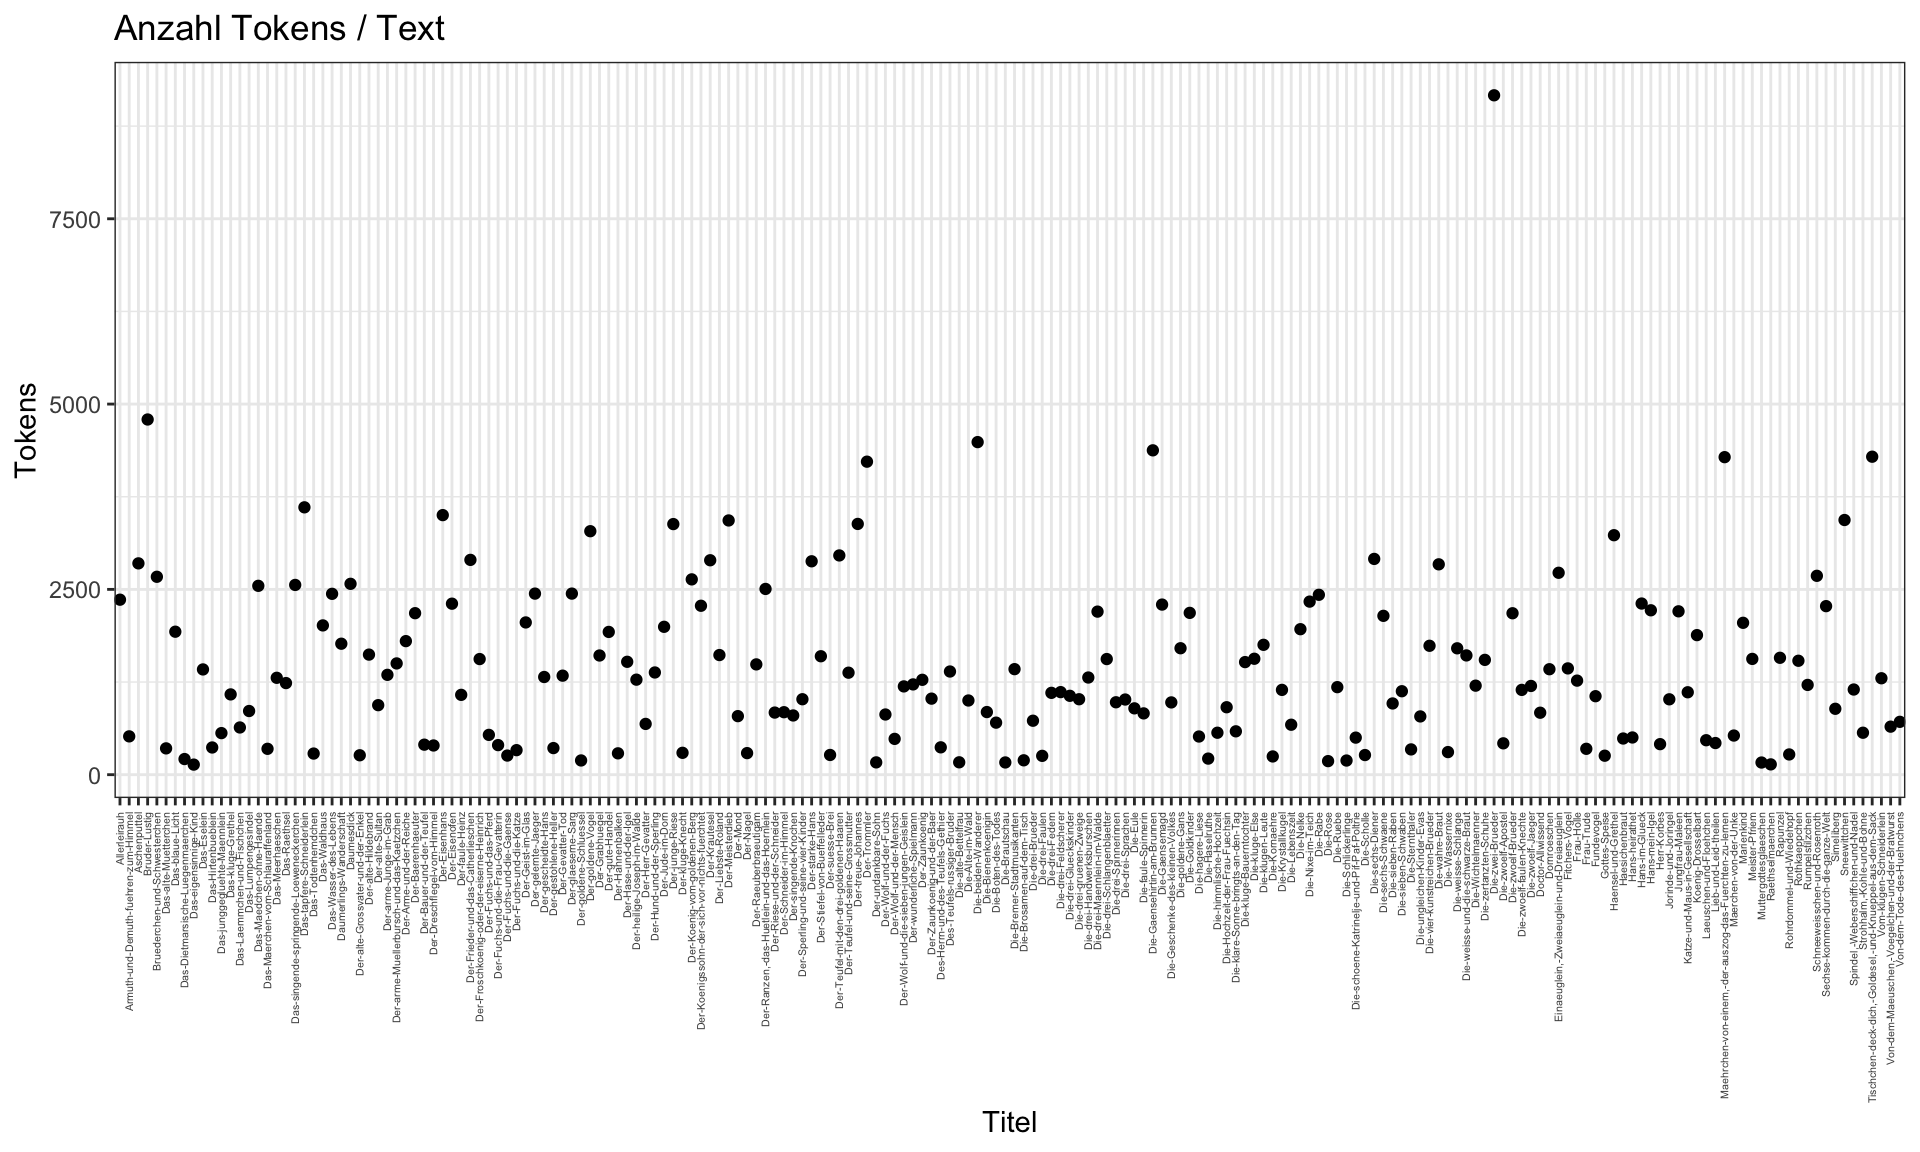 Anzahl Tokens / Text
Tokens
7500
5000
2500
0
Allerleirauh
Armuth-und-Demuth-fuehren-zum-Himmel
Aschenputtel
Bruder-Lustig
Bruederchen-und-Schwesterchen
Das-alte-Muetterchen
Das-blaue-Licht
Das-Dietmarsische-Luegenmaerchen
Das-eigensinnige-Kind
Das-Eselein
Das-Hirtenbueblein
Das-junggegluehte-Maennlein
Das-kluge-Grethel
Das-Laemmchen-und-Fischchen
Das-Lumpengesindel
Das-Maedchen-ohne-Haende
Das-Maerchen-vom-Schlauraffenland
Das-Meerhaeschen
Das-Raethsel
Das-singende-springende-Loeweneckerchen
Das-tapfere-Schneiderlein
Das-Todtenhemdchen
Das-Waldhaus
Das-Wasser-des-Lebens
Daumerlings-Wanderschaft
Daumesdick
Der-alte-Grossvater-und-der-Enkel
Der-alte-Hildebrand
Der-alte-Sultan
Der-arme-Junge-im-Grab
Der-arme-Muellerbursch-und-das-Kaetzchen
Der-Arme-und-der-Reiche
Der-Baerenhaeuter
Der-Bauer-und-der-Teufel
Der-Dreschflegel-vom-Himmel
Der-Eisenhans
Der-Eisenofen
Der-faule-Heinz
Der-Frieder-und-das-Catherlieschen
Der-Froschkoenig-oder-der-eiserne-Heinrich
Der-Fuchs-und-das-Pferd
Der-Fuchs-und-die-Frau-Gevatterin
Der-Fuchs-und-die-Gaense
Der-Fuchs-und-die-Katze
Der-Geist-im-Glas
Der-gelernte-Jaeger
Der-gescheidte-Hans
Der-gestohlene-Heller
Der-Gevatter-Tod
Der-glaeserne-Sarg
Der-goldene-Schluessel
Der-goldene-Vogel
Der-Grabhuegel
Der-gute-Handel
Der-Hahnenbalken
Der-Hase-und-der-Igel
Der-heilige-Joseph-im-Walde
Der-Herr-Gevatter
Der-Hund-und-der-Sperling
Der-Jude-im-Dorn
Der-junge-Riese
Der-kluge-Knecht
Der-Koenig-vom-goldenen-Berg
Der-Koenigssohn-der-sich-vor-nichts-fuerchtet
Der-Krautesel
Der-Liebste-Roland
Der-Meisterdieb
Der-Mond
Der-Nagel
Der-Raeuberbraeutigam
Der-Ranzen,-das-Huetlein-und-das-Hoernlein
Der-Riese-und-der-Schneider
Der-Schneider-im-Himmel
Der-singende-Knochen
Der-Sperling-und-seine-vier-Kinder
Der-starke-Hans
Der-Stiefel-von-Bueffelleder
Der-suesse-Brei
Der-Teufel-mit-den-drei-goldenen-Haaren
Der-Teufel-und-seine-Grossmutter
Der-treue-Johannes
Der-Trommler
Der-undankbare-Sohn
Der-Wolf-und-der-Fuchs
Der-Wolf-und-der-Mensch
Der-Wolf-und-die-sieben-jungen-Geislein
Der-wunderliche-Spielmann
Der-Zaunkoenig
Der-Zaunkoenig-und-der-Baer
Des-Herrn-und-des-Teufels-Gethier
Des-Teufels-russiger-Bruder
Die-alte-Bettelfrau
Die-Alte-im-Wald
Die-beiden-Wanderer
Die-Bienenkoenigin
Die-Boten-des-Todes
Die-Brautschau
Die-Bremer-Stadtmusikanten
Die-Brosamen-auf-dem-Tisch
Die-drei-Brueder
Die-drei-Faulen
Die-drei-Federn
Die-drei-Feldscherer
Die-drei-Glueckskinder
Die-drei-gruenen-Zweige
Die-drei-Handwerksburschen
Die-drei-Maennlein-im-Walde
Die-drei-Schlangenblaetter
Die-drei-Spinnerinnen
Die-drei-Sprachen
Die-Eule
Die-faule-Spinnerin
Die-Gaensehirtin-am-Brunnen
Die-Gaensemagd
Die-Geschenke-des-kleinen-Volkes
Die-goldene-Gans
Die-Goldkinder
Die-hagere-Liese
Die-Haselruthe
Die-himmlische-Hochzeit
Die-Hochzeit-der-Frau-Fuechsin
Die-klare-Sonne-bringts-an-den-Tag
Die-kluge-Bauerntochter
Die-kluge-Else
Die-klugen-Leute
Die-Kornaehre
Die-Krystallkugel
Die-Lebenszeit
Die-Nelke
Die-Nixe-im-Teich
Die-Rabe
Die-Rose
Die-Ruebe
Die-Schlickerlinge
Die-schoene-Katrinelje-und-Pif-Paf-Poltrie
Die-Scholle
Die-sechs-Diener
Die-sechs-Schwaene
Die-sieben-Raben
Die-sieben-Schwaben
Die-Sternthaler
Die-ungleichen-Kinder-Evas
Die-vier-kunstreichen-Brueder
Die-wahre-Braut
Die-Wassernixe
Die-weisse-Schlange
Die-weisse-und-die-schwarze-Braut
Die-Wichtelmaenner
Die-zertanzten-Schuhe
Die-zwei-Brueder
Die-zwoelf-Apostel
Die-zwoelf-Brueder
Die-zwoelf-faulen-Knechte
Die-zwoelf-Jaeger
Doctor-Allwissend
Dornroeschen
Einaeuglein,-Zweiaeuglein-und-Dreiaeuglein
Fitchers-Vogel
Frau-Holle
Frau-Trude
Fundevogel
Gottes-Speise
Haensel-und-Grethel
Haesichenbraut
Hans-heirathet
Hans-im-Glueck
Hans-mein-Igel
Herr-Korbes
Jorinde-und-Joringel
Jungfrau-Maleen
Katze-und-Maus-in-Gesellschaft
Koenig-Drosselbart
Laeuschen-und-Floehchen
Lieb-und-Leid-theilen
Maehrchen-von-einem,-der-auszog-das-Fuerchten-zu-lernen
Maerchen-von-der-Unke
Marienkind
Meister-Pfriem
Muttergottesglaeschen
Raethselmaerchen
Rapunzel
Rohrdommel-und-Wiedehopf
Rothkaeppchen
Rumpelstilzchen
Schneeweisschen-und-Rosenroth
Sechse-kommen-durch-die-ganze-Welt
Simeliberg
Sneewittchen
Spindel,-Weberschiffchen-und-Nadel
Strohhalm,-Kohle-und-Bohne
Tischchen-deck-dich,-Goldesel,-und-Knueppel-aus-dem-Sack
Vom-klugen-Schneiderlein
Von-dem-Maeuschen,-Voegelchen-und-der-Bratwurst
Von-dem-Tode-des-Huehnchens
Titel